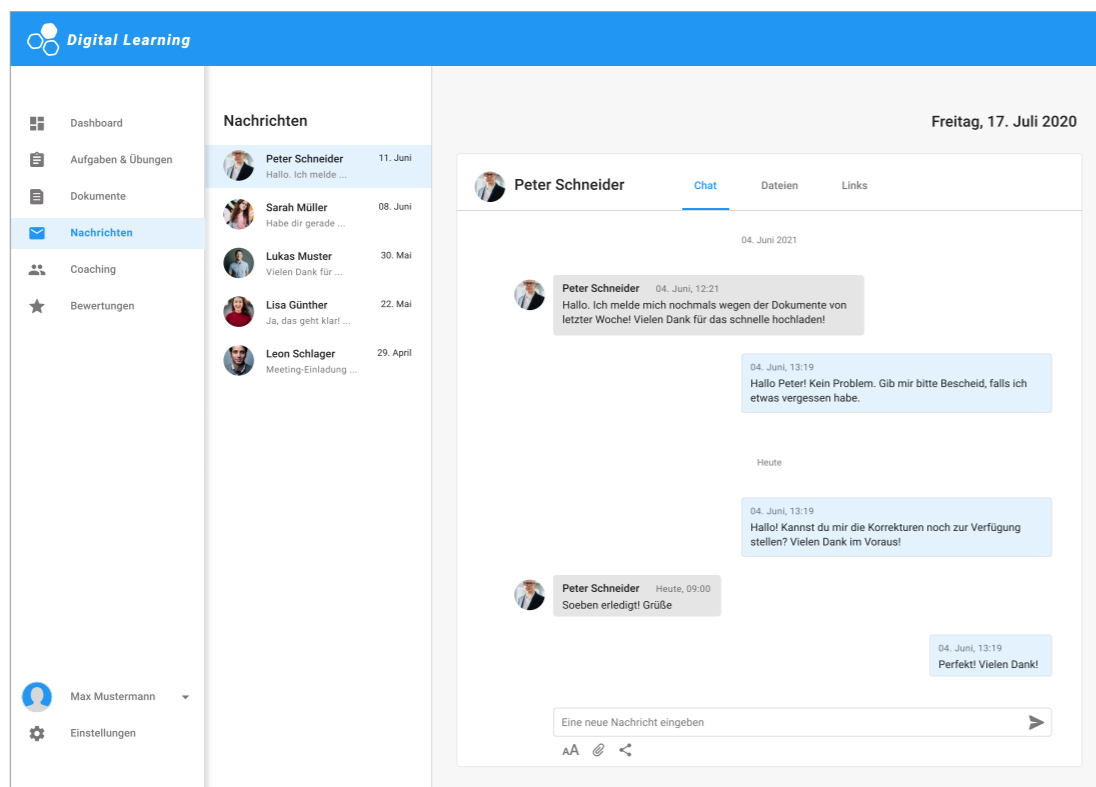 Digital Learning
Dashboard
Aufgaben & Übungen
Dokumente
Nachrichten
Coaching
Bewertungen
Max Mustermann
Einstellungen
Nachrichten
Peter Schneider 11. Juni
Hallo. Ich melde ...
Sarah Müller 08. Juni
Habe dir gerade ...
Lukas Muster 30. Mai
Vielen Dank für ...
Lisa Günther 22. Mai
Ja, das geht klar! ...
Leon Schlager 29. April
Meeting-Einladung ...
Freitag, 17. Juli 2020
Peter Schneider Chat Dateien Links
04. Juni 2021
Peter Schneider 04. Juni, 12:21
Hallo. Ich melde mich nochmals wegen der Dokumente von
letzter Woche! Vielen Dank für das schnelle hochladen!
04. Juni, 13:19
Hallo Peter! Kein Problem. Gib mir bitte Bescheid, falls ich
etwas vergessen habe.
Heute
04. Juni, 13:19
Hallo! Kannst du mir die Korrekturen noch zur Verfügung
stellen? Vielen Dank im Voraus!
Peter Schneider Heute, 09:00
Soeben erledigt! Grüße
04. Juni, 13:19
Perfekt! Vielen Dank!
Eine neue Nachricht eingeben
AA